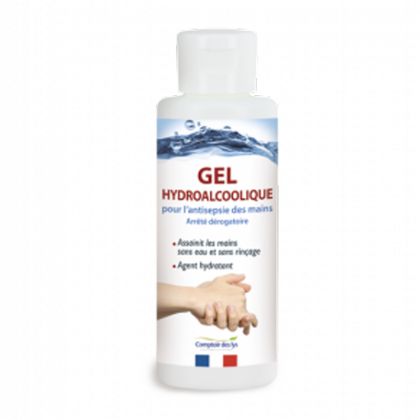 GEL
HYDROALCOOLIQUE
pour l'antisepsie des mains
Arrêté dérogatoire
• Assainit les mains
sans eau et sans rinçage
• Agent hydratant
Comptoir des Lys